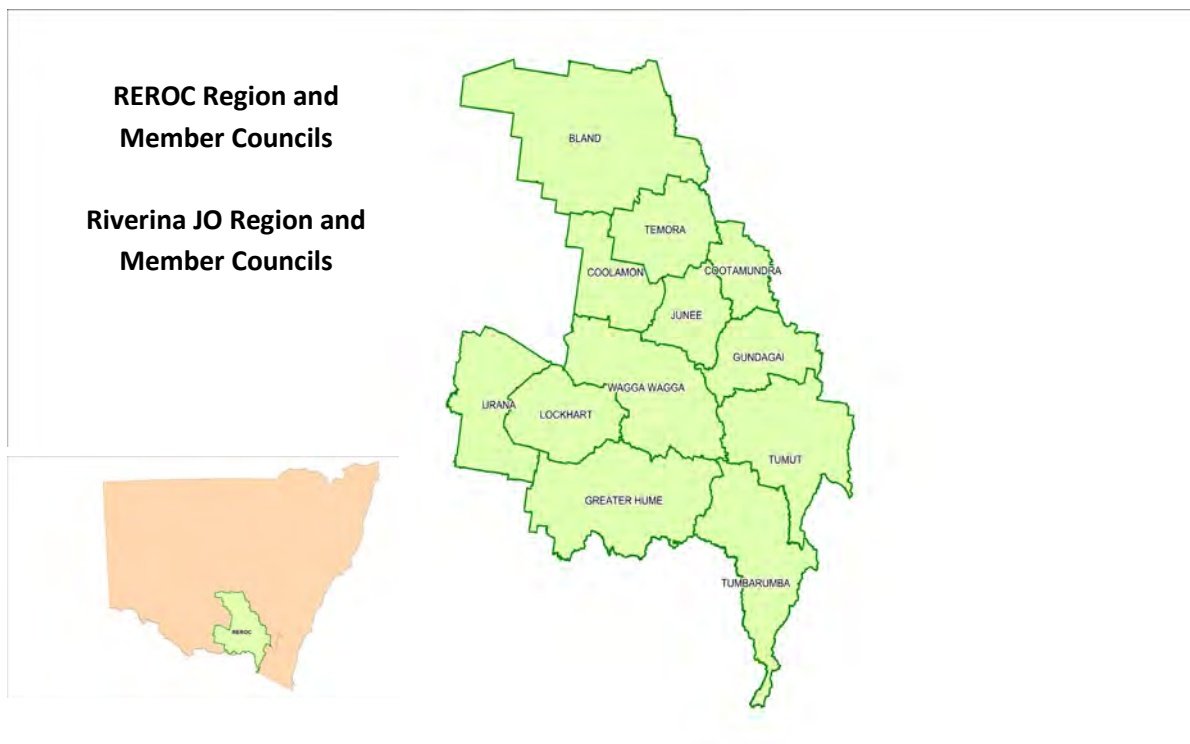 REROC Region and
Member Councils
Riverina JO Region and
Member Councils
BLAND
TEMORA
COOLAMON
COOTAMUNDRA
JUNEE
GUNDAGAI
WAGGA WAGGA
URANA
LOCKHART
TUMUT
GREATER HUME
TUMBARUMBA
REROC